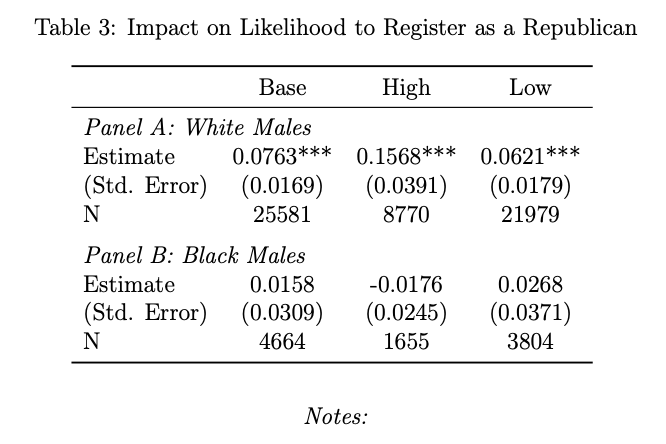 Table 3: Impact on Likelihood to Register as a Republican
Base High Low
Panel A: White Males
Estimate 0.0763*** 0.1568*** 0.0621***
(Std. Error) (0.0169) (0.0391) (0.0179)
N 25581 8770 21979
Panel B: Black Males
Estimate 0.0158 -0.0176 0.0268
(Std. Error) (0.0309) (0.0245) (0.0371)
N 4664 1655 3804
Notes: